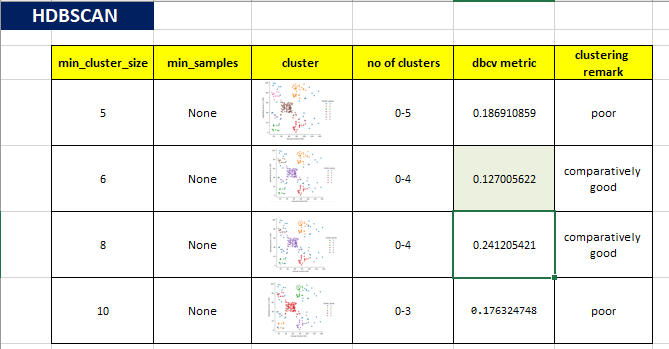 HDBSCAN
min_cluster_size min_samples cluster no of clusters dbcv metric clustering remark
5 None 0-5 0.186910859 poor
6 None 0-4 0.127005622 comparatively good
8 None 0-4 0.241205421 comparatively good
10 None 0-3 0.176324748 poor